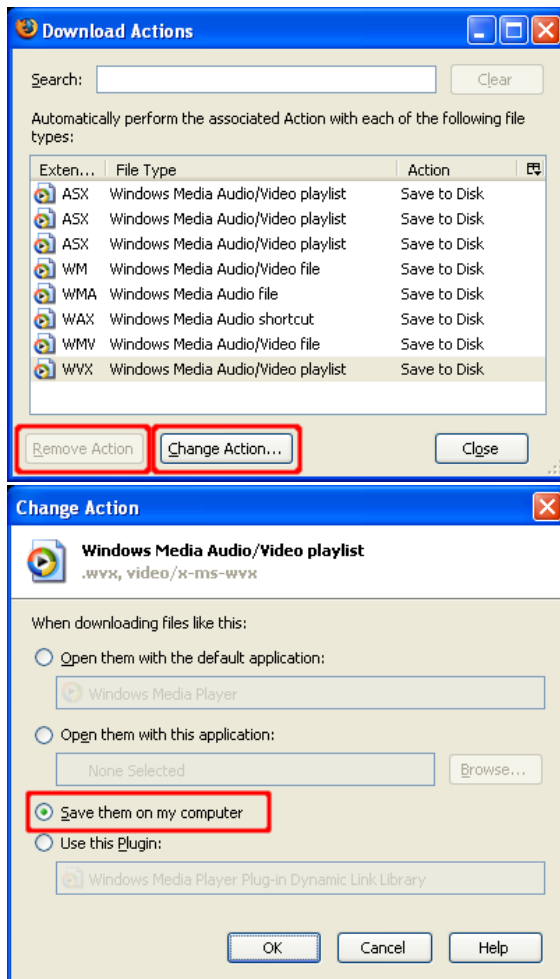 Download Actions
Search:
Clear
Automatically perform the associated Action with each of the following file
types:
Exten... File Type Action
ASX Windows Media Audio/Video playlist Save to Disk
ASX Windows Media Audio/Video playlist Save to Disk
ASX Windows Media Audio/Video playlist Save to Disk
WM Windows Media Audio/Video file Save to Disk
WMA Windows Media Audio file Save to Disk
WAX Windows Media Audio shortcut Save to Disk
WMV Windows Media Audio/Video file Save to Disk
WVX Windows Media Audio/Video playlist Save to Disk
Remove Action Change Action... Close
Change Action
Windows Media Audio/Video playlist
.wvx, video/x-ms-wvx
When downloading files like this:
Open them with the default application:
Windows Media Player
Open them with this application:
None Selected Browse...
Save them on my computer
Use this Plugin:
Windows Media Player Plug-in Dynamic Link Library
OK Cancel Help